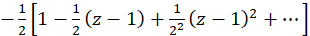 −½[1 − ½(z − 1) + 1/2²(z − 1)² + ⋯]